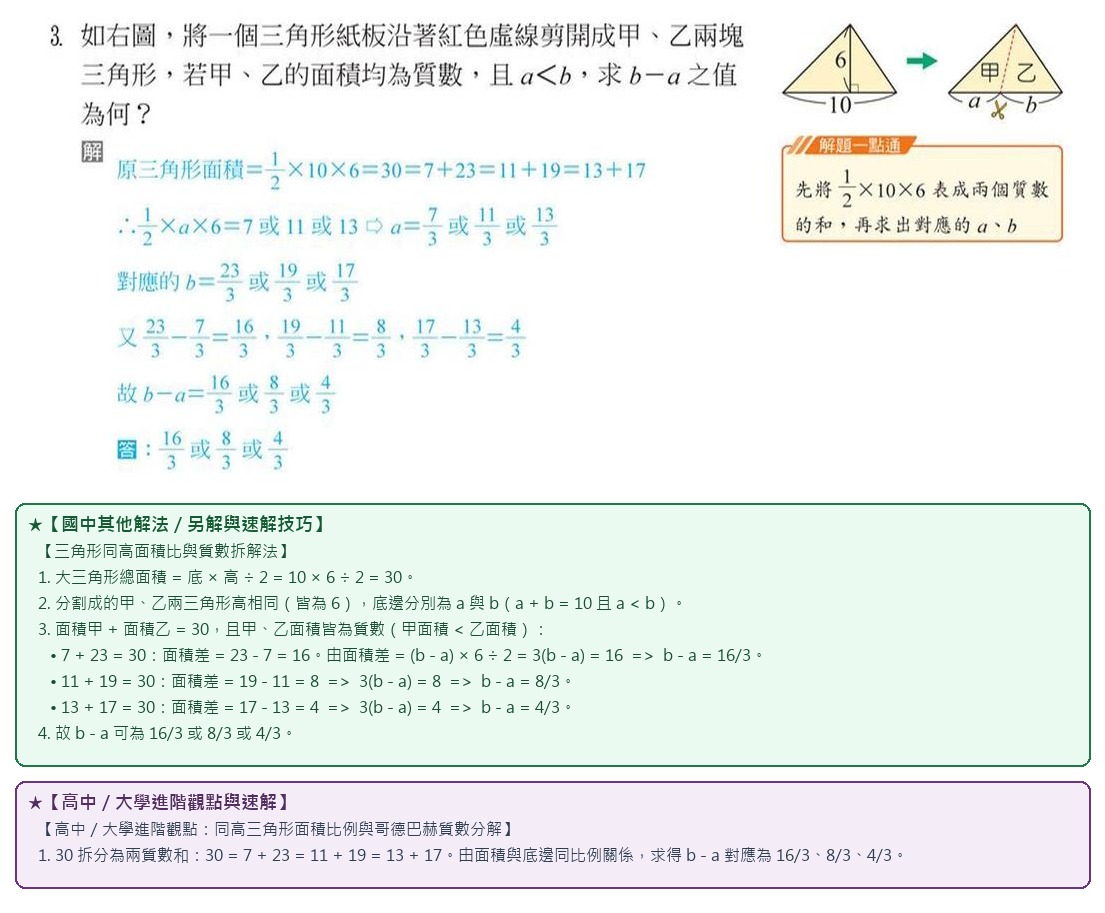 3. 如右圖，將一個三角形紙板沿著紅色虛線剪開成甲、乙兩塊
三角形，若甲、乙的面積均為質數，且 a＜b，求 b－a 之值
為何？
6
10
甲 乙
a b
解題一點通
先將 1/2 ×10×6 表成兩個質數
的和，再求出對應的 a、b
解
原三角形面積＝1/2×10×6＝30＝7＋23＝11＋19＝13＋17
∴1/2×a×6＝7 或 11 或 13 ⇨ a＝7/3 或 11/3 或 13/3
對應的 b＝23/3 或 19/3 或 17/3
又 23/3－7/3＝16/3，19/3－11/3＝8/3，17/3－13/3＝4/3
故 b－a＝16/3 或 8/3 或 4/3
答：16/3 或 8/3 或 4/3
★【國中其他解法 / 另解與速解技巧】
【三角形同高面積比與質數拆解法】
1. 大三角形總面積 = 底 × 高 ÷ 2 = 10 × 6 ÷ 2 = 30。
2. 分割成的甲、乙兩三角形高相同（皆為 6），底邊分別為 a 與 b（a + b = 10 且 a < b）。
3. 面積甲 + 面積乙 = 30，且甲、乙面積皆為質數（甲面積 < 乙面積）：
• 7 + 23 = 30：面積差 = 23 - 7 = 16。由面積差 = (b - a) × 6 ÷ 2 = 3(b - a) = 16 => b - a = 16/3。
• 11 + 19 = 30：面積差 = 19 - 11 = 8 => 3(b - a) = 8 => b - a = 8/3。
• 13 + 17 = 30：面積差 = 17 - 13 = 4 => 3(b - a) = 4 => b - a = 4/3。
4. 故 b - a 可為 16/3 或 8/3 或 4/3。
★【高中 / 大學進階觀點與速解】
【高中 / 大學進階觀點：同高三角形面積比例與哥德巴赫質數分解】
1. 30 拆分為兩質數和：30 = 7 + 23 = 11 + 19 = 13 + 17。由面積與底邊同比例關係，求得 b - a 對應為 16/3、8/3、4/3。